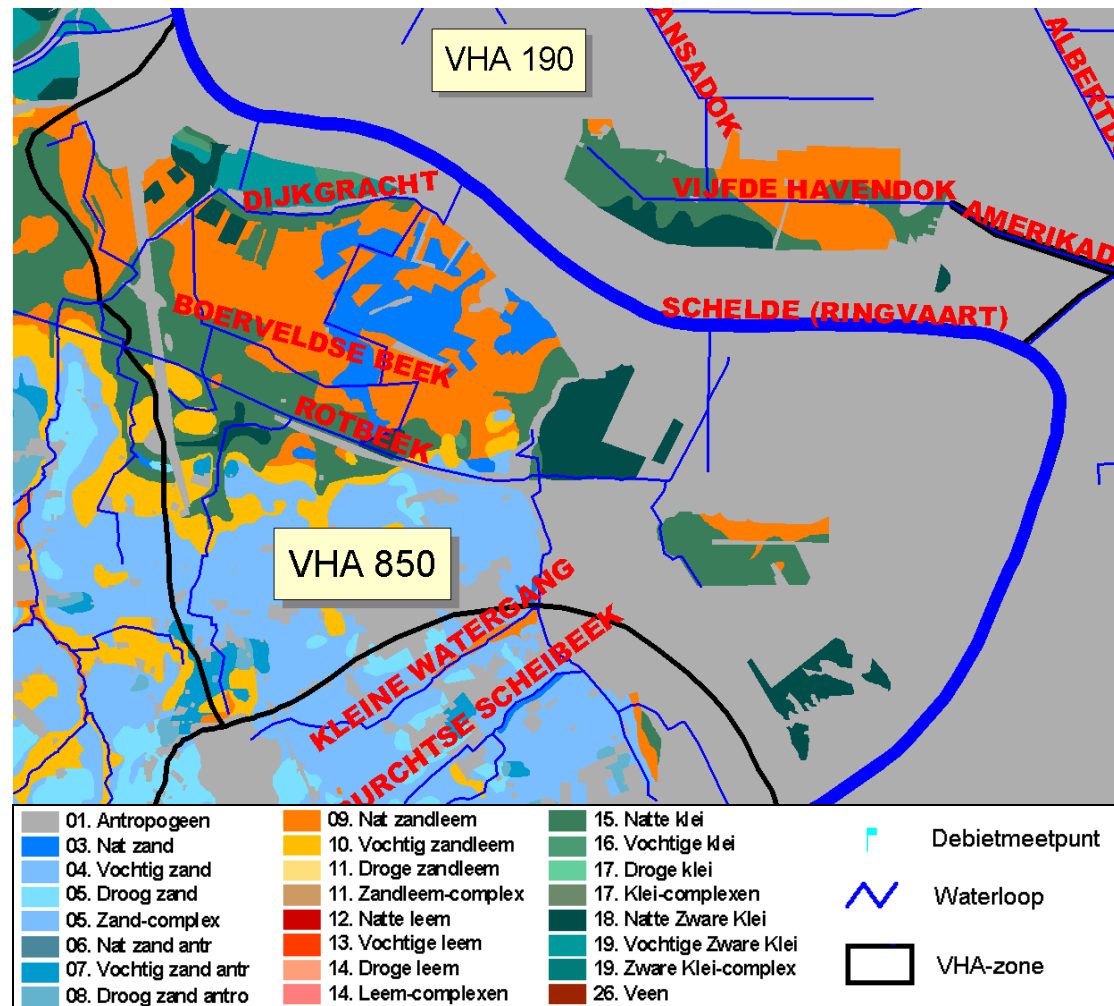 VHA 190
ANSADOK
ALBERTD
DIJKGRACHT
VIJFDE HAVENDOK
AMERIKAD
SCHELDE (RINGVAART)
BOERVELDSE BEEK
ROTBEEK
VHA 850
KLEINE WATERGANG
BURCHTSE SCHEIBEEK
01. Antropogeen
03. Nat zand
04. Vochtig zand
05. Droog zand
05. Zand-complex
06. Nat zand antr
07. Vochtig zand antr
08. Droog zand antro
09. Nat zandleem
10. Vochtig zandleem
11. Droge zandleem
11. Zandleem-complex
12. Natte leem
13. Vochtige leem
14. Droge leem
14. Leem-complexen
15. Natte klei
16. Vochtige klei
17. Droge klei
17. Klei-complexen
18. Natte Zware Klei
19. Vochtige Zware Klei
19. Zware Klei-complex
26. Veen
Debietmeetpunt
Waterloop
VHA-zone